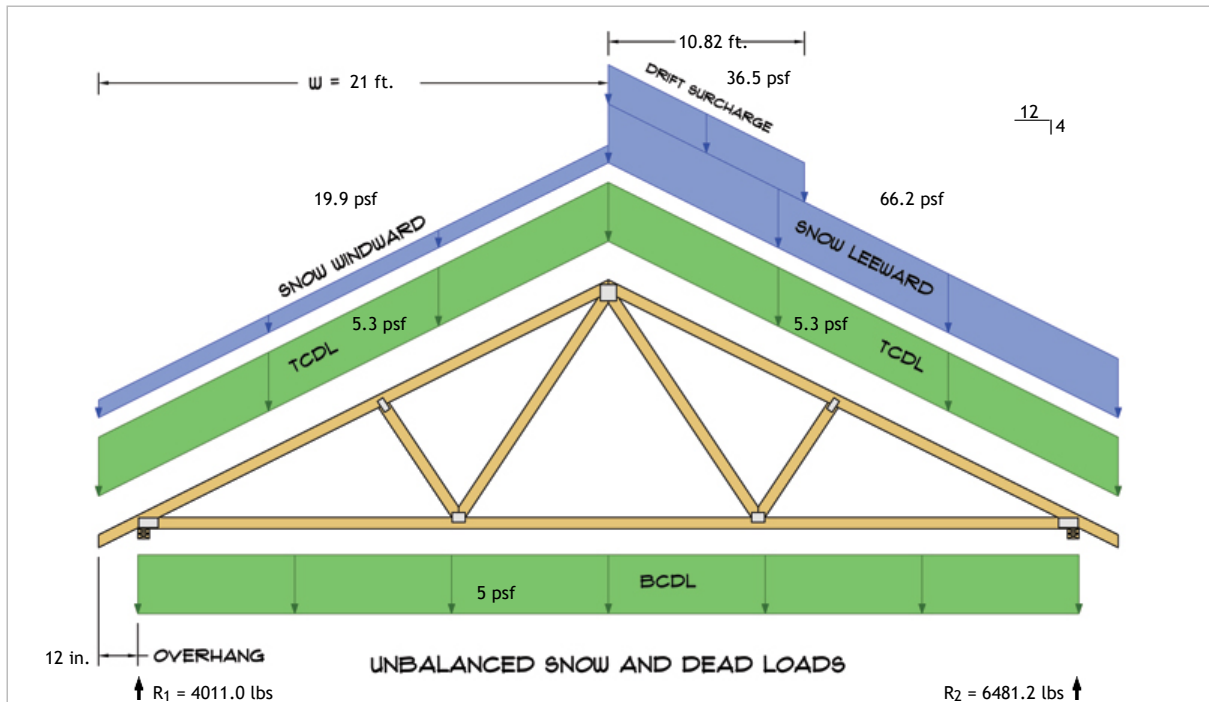 10.82 ft.
W = 21 ft.
DRIFT SURCHARGE
36.5 psf
12
4
19.9 psf
66.2 psf
SNOW WINDWARD
SNOW LEEWARD
5.3 psf
5.3 psf
TCDL
TCDL
5 psf
BCDL
12 in.
OVERHANG
UNBALANCED SNOW AND DEAD LOADS
R1 = 4011.0 lbs
R2 = 6481.2 lbs